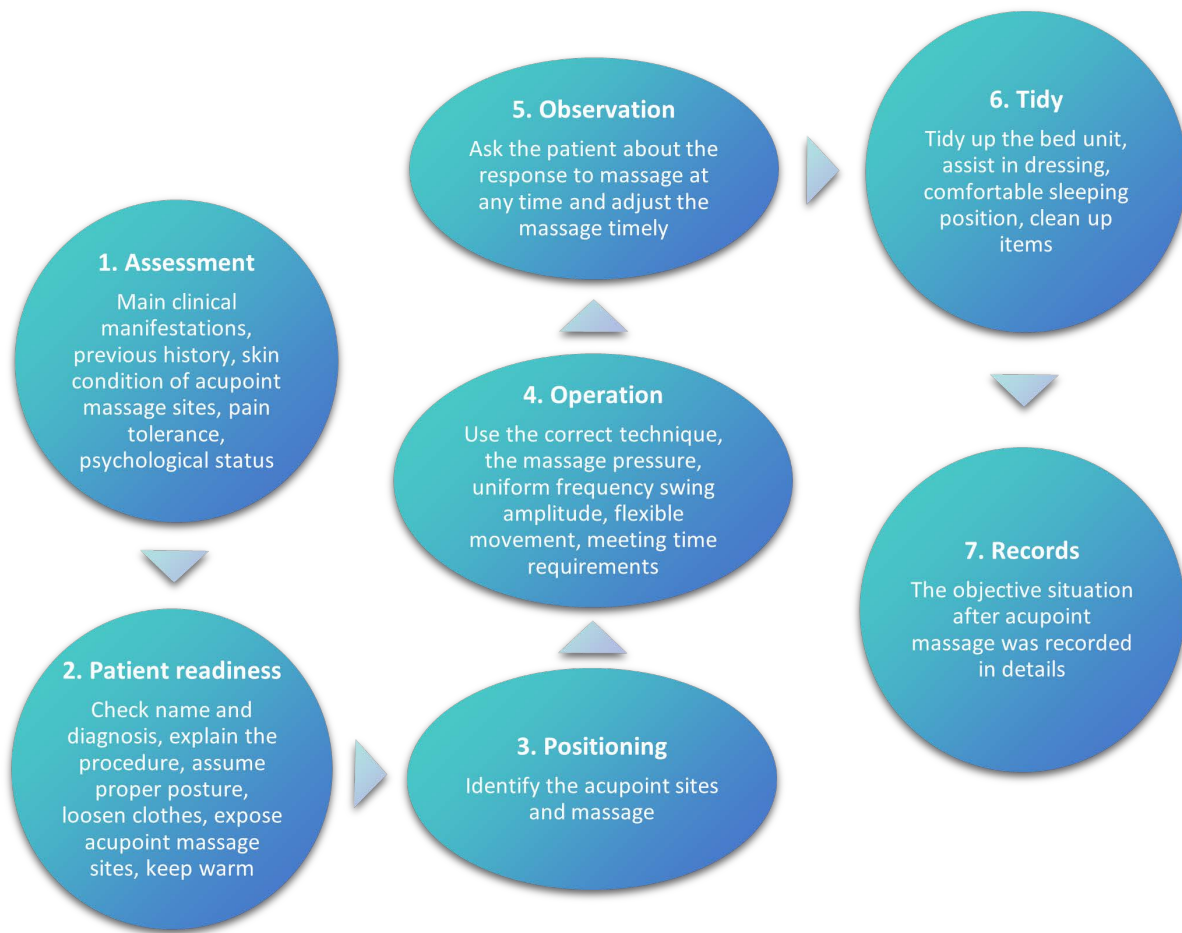 1. Assessment
Main clinical
manifestations,
previous history, skin
condition of acupoint
massage sites, pain
tolerance,
psychological status
2. Patient readiness
Check name and
diagnosis, explain the
procedure, assume
proper posture,
loosen clothes, expose
acupoint massage
sites, keep warm
3. Positioning
Identify the acupoint sites
and massage
4. Operation
Use the correct technique,
the massage pressure,
uniform frequency swing
amplitude, flexible
movement, meeting time
requirements
5. Observation
Ask the patient about the
response to massage at
any time and adjust the
massage timely
6. Tidy
Tidy up the bed unit,
assist in dressing,
comfortable sleeping
position, clean up
items
7. Records
The objective situation
after acupoint
massage was recorded
in details